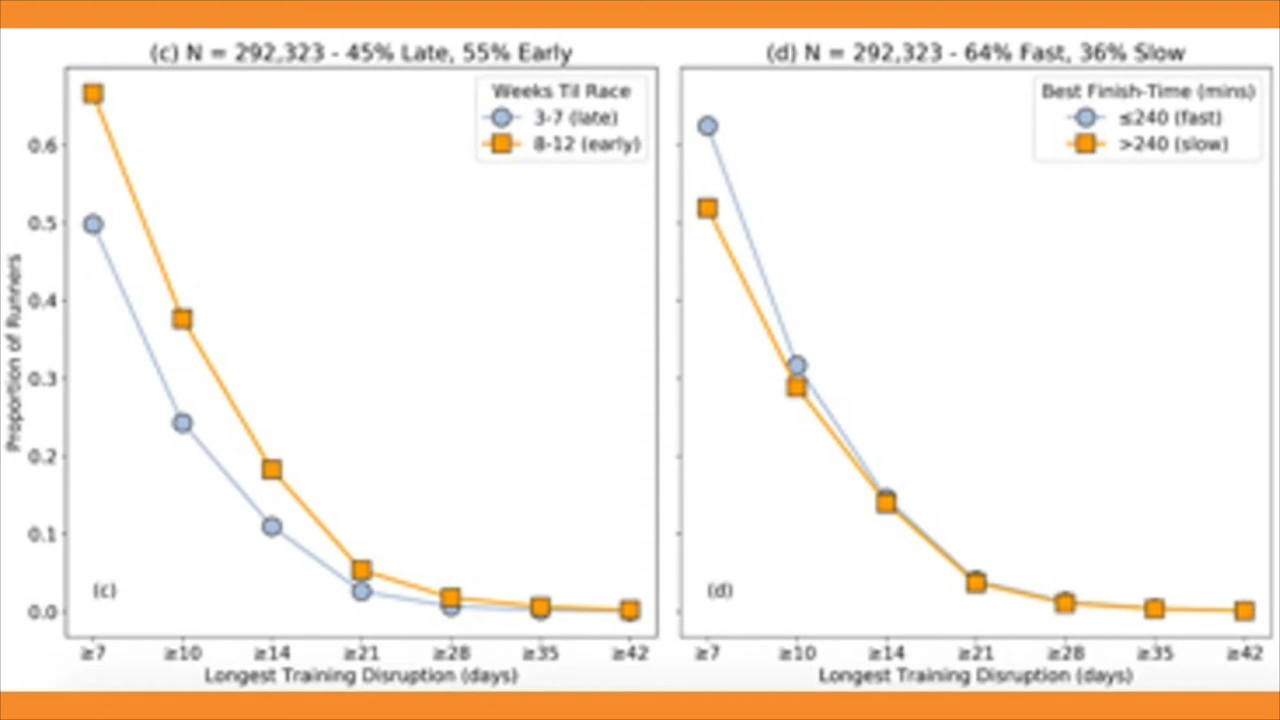 (c) N = 292,323 - 45% Late, 55% Early
Weeks Til Race
3-7 (late)
8-12 (early)
0.6
0.5
0.4
0.3
0.2
0.1
0.0
Proportion of Runners
(c)
≥7 ≥10 ≥14 ≥21 ≥28 ≥35 ≥42
Longest Training Disruption (days)
(d) N = 292,323 - 64% Fast, 36% Slow
Best Finish-Time (mins)
≤240 (fast)
>240 (slow)
(d)
≥7 ≥10 ≥14 ≥21 ≥28 ≥35 ≥42
Longest Training Disruption (days)